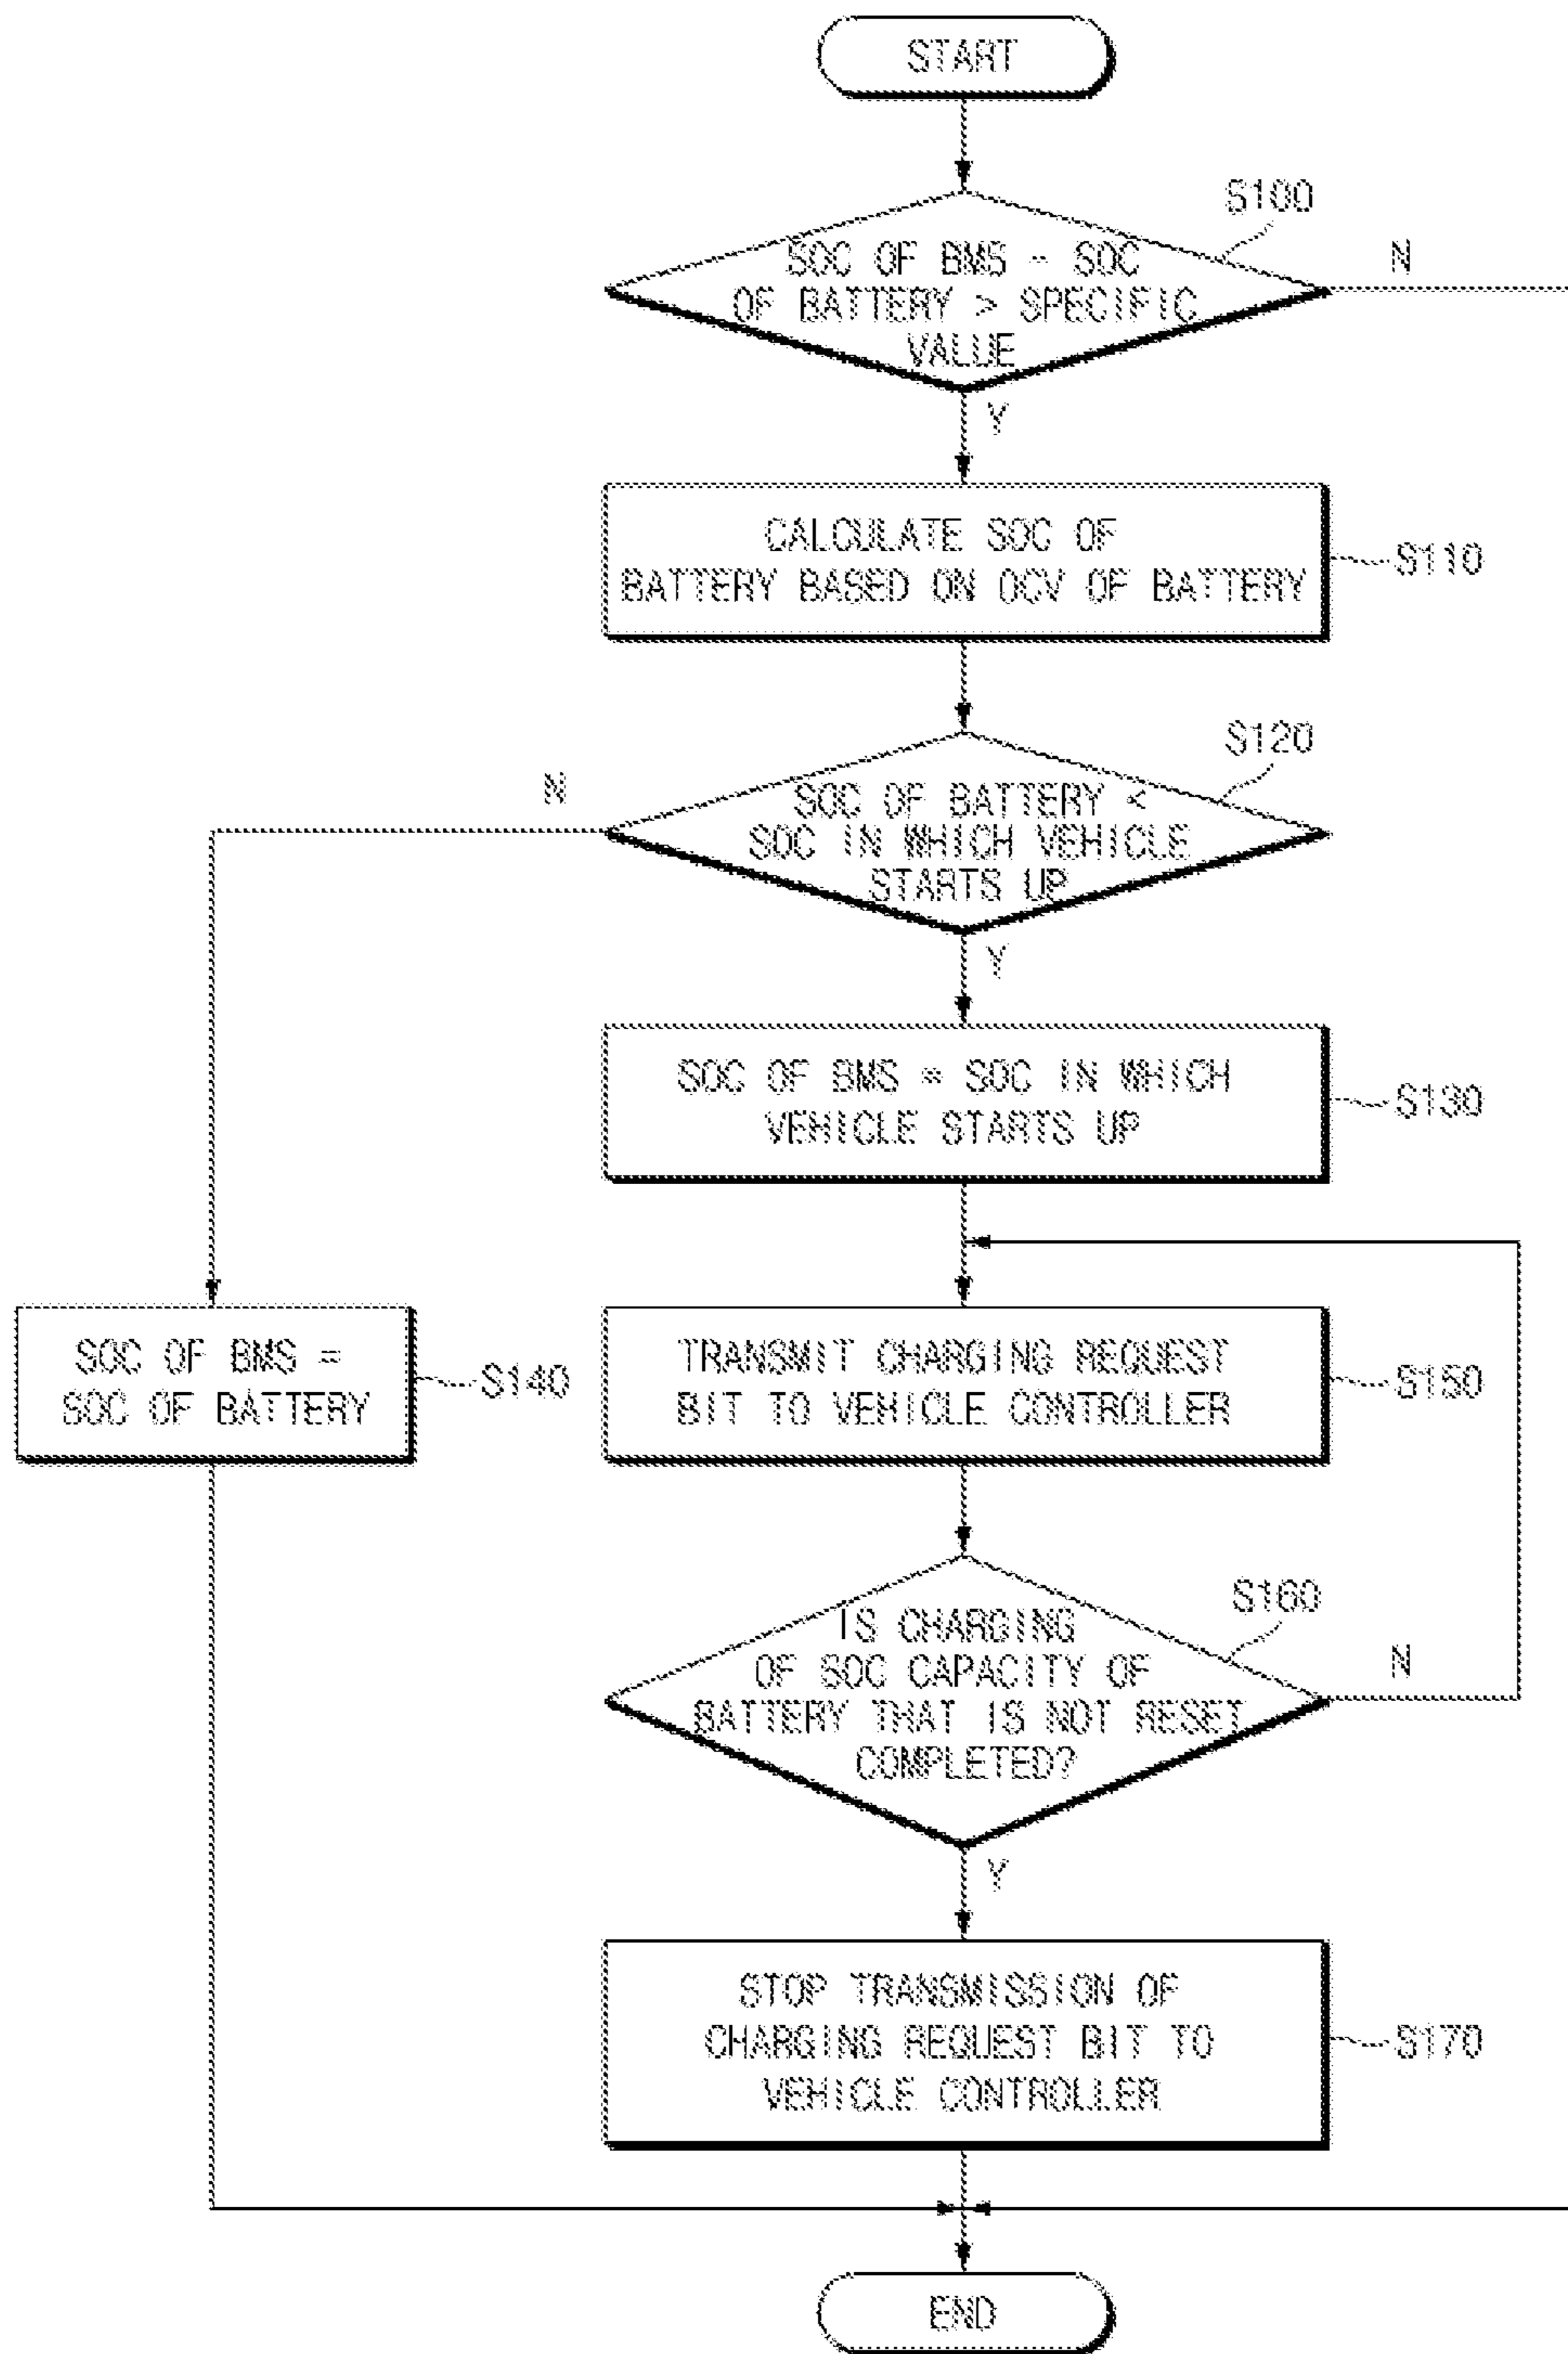 START
S100
SOC OF BMS - SOC
OF BATTERY > SPECIFIC
VALUE
N
Y
CALCULATE SOC OF
BATTERY BASED ON OCV OF BATTERY
S110
S120
N
SOC OF BATTERY <
SOC IN WHICH VEHICLE
STARTS UP
Y
SOC OF BMS = SOC IN WHICH
VEHICLE STARTS UP
S130
SOC OF BMS =
SOC OF BATTERY
S140
TRANSMIT CHARGING REQUEST
BIT TO VEHICLE CONTROLLER
S150
S160
IS CHARGING
OF SOC CAPACITY OF
BATTERY THAT IS NOT RESET
COMPLETED?
N
Y
STOP TRANSMISSION OF
CHARGING REQUEST BIT TO
VEHICLE CONTROLLER
S170
END